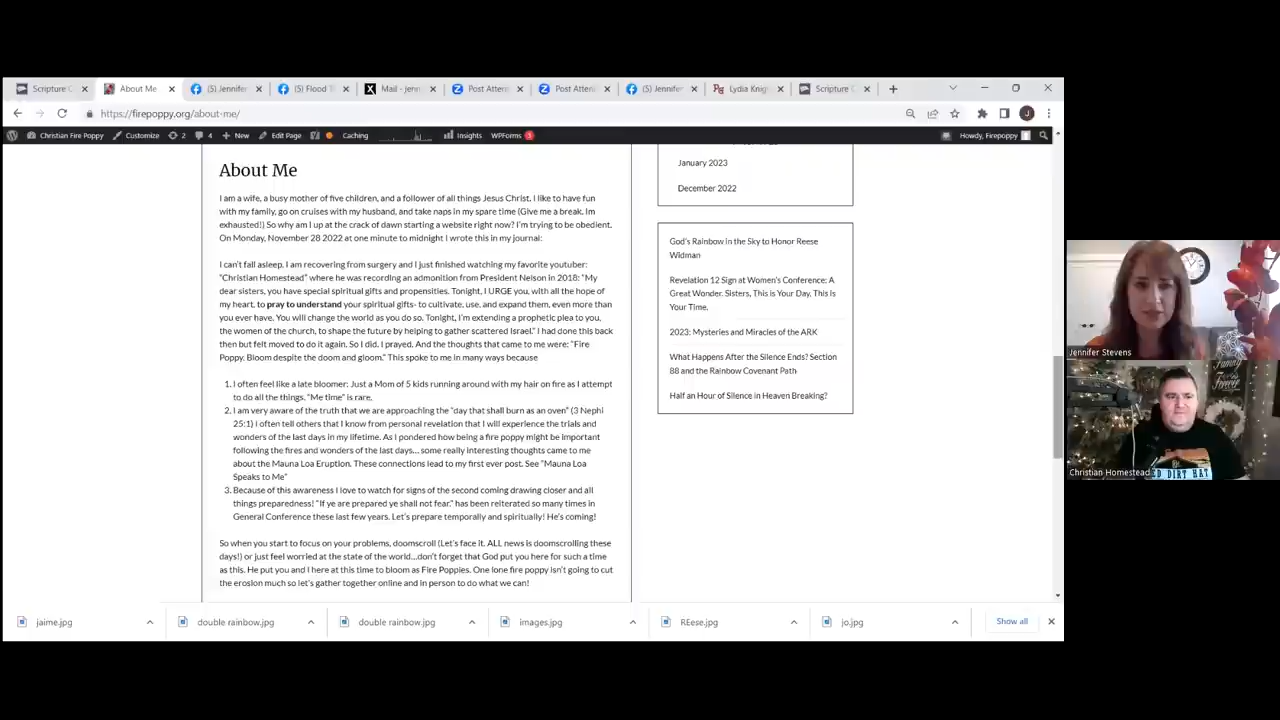 Scripture C
About Me
(5) Jennifer
(5) Flood T
Mail - jenn
Post Atten
Post Atten
(5) Jennifer
Lydia Knig
Scripture C
https://firepoppy.org/about-me/
Christian Fire Poppy
Customize
2
4
New
Edit Page
Caching
Insights
WPForms 5
Howdy, Firepoppy
About Me
I am a wife, a busy mother of five children, and a follower of all things Jesus Christ. I like to have fun
with my family, go on cruises with my husband, and take naps in my spare time (Give me a break. Im
exhausted!) So why am I up at the crack of dawn starting a website right now? I'm trying to be obedient.
On Monday, November 28 2022 at one minute to midnight I wrote this in my journal:
I can't fall asleep. I am recovering from surgery and I just finished watching my favorite youtuber:
"Christian Homestead" where he was recording an admonition from President Nelson in 2018: "My
dear sisters, you have special spiritual gifts and propensities. Tonight, I URGE you, with all the hope of
my heart, to pray to understand your spiritual gifts- to cultivate, use, and expand them, even more than
you ever have. You will change the world as you do so. Tonight, I'm extending a prophetic plea to you,
the women of the church, to shape the future by helping to gather scattered Israel." I had done this back
then but felt moved to do it again. So I did. I prayed. And the thoughts that came to me were: "Fire
Poppy. Bloom despite the doom and gloom." This spoke to me in many ways because
1. I often feel like a late bloomer: Just a Mom of 5 kids running around with my hair on fire as I attempt
to do all the things. "Me time" is rare.
2. I am very aware of the truth that we are approaching the "day that shall burn as an oven" (3 Nephi
25:1) I often tell others that I know from personal revelation that I will experience the trials and
wonders of the last days in my lifetime. As I pondered how being a fire poppy might be important
following the fires and wonders of the last days... some really interesting thoughts came to me
about the Mauna Loa Eruption. These connections lead to my first ever post. See "Mauna Loa
Speaks to Me"
3. Because of this awareness I love to watch for signs of the second coming drawing closer and all
things preparedness! "If ye are prepared ye shall not fear." has been reiterated so many times in
General Conference these last few years. Let's prepare temporally and spiritually! He's coming!
So when you start to focus on your problems, doomscroll (Let's face it. ALL news is doomscrolling these
days!) or just feel worried at the state of the world...don't forget that God put you here for such a time
as this. He put you and I here at this time to bloom as Fire Poppies. One lone fire poppy isn't going to cut
the erosion much so let's gather together online and in person to do what we can!
January 2023
December 2022
God's Rainbow in the Sky to Honor Reese
Widman
Revelation 12 Sign at Women's Conference: A
Great Wonder. Sisters, This is Your Day, This Is
Your Time.
2023: Mysteries and Miracles of the ARK
What Happens After the Silence Ends? Section
88 and the Rainbow Covenant Path
Half an Hour of Silence in Heaven Breaking?
Jennifer Stevens
Family
Forever
Christian Homestead
D DIRT HAT
jaime.jpg
double rainbow.jpg
double rainbow.jpg
images.jpg
REese.jpg
jo.jpg
Show all